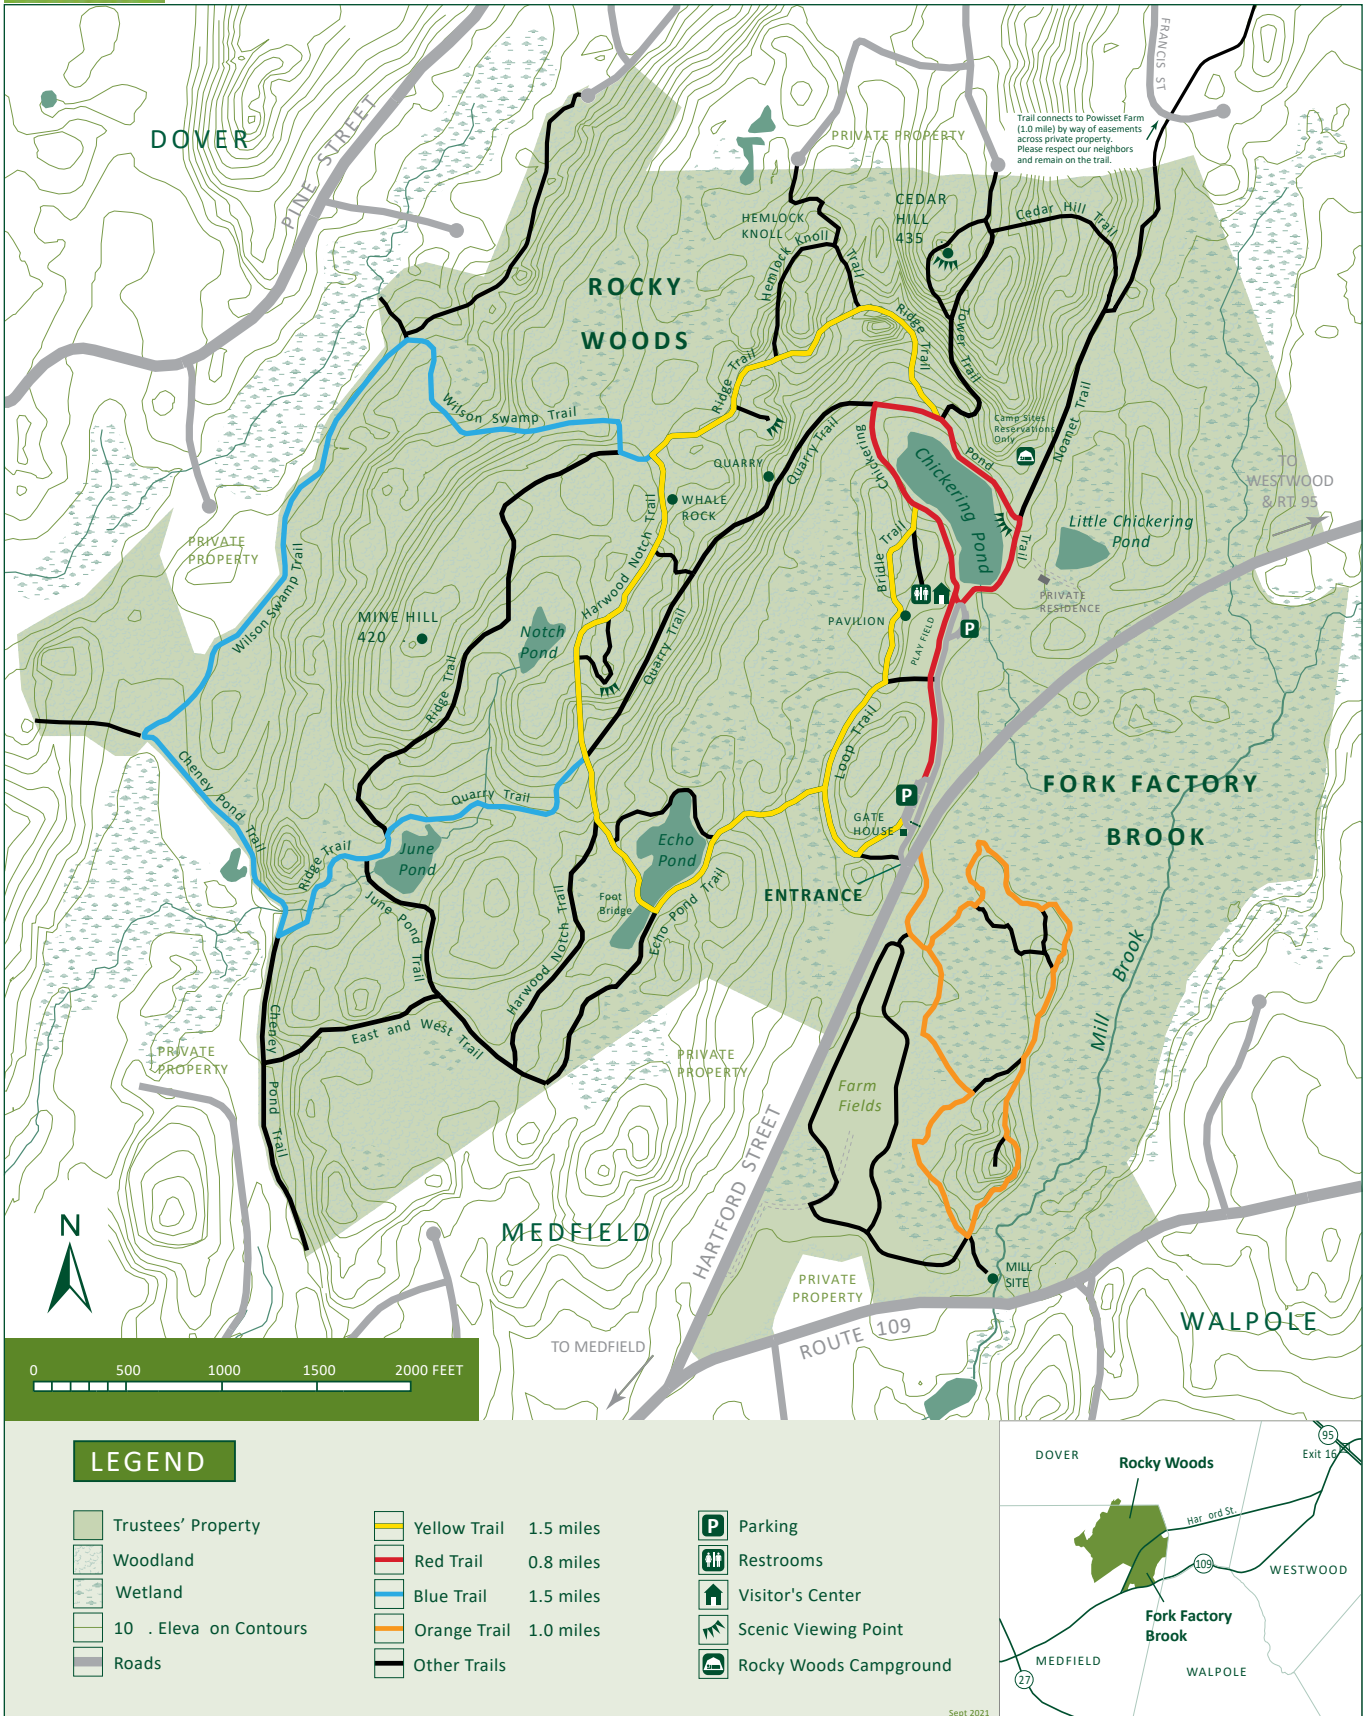 DOVER
PINE STREET
FRANCIS ST
Trail connects to Powisset Farm
(1.0 mile) by way of easements
across private property.
Please respect our neighbors
and remain on the trail.
PRIVATE PROPERTY
HEMLOCK
KNOLL
CEDAR
HILL
435
Cedar Hill Trail
Hemlock Knoll
Trail
ROCKY
WOODS
Ridge Trail
Tower Trail
Ridge Trail
Wilson Swamp Trail
Camp Sites
Reservations
Only
Noanet Trail
Chickering
Pond
Trail
Quarry Trail
QUARRY
WHALE
ROCK
Chickering Pond
Little Chickering
Pond
TO
WESTWOOD
& RT. 95
PRIVATE
PROPERTY
Wilson Swamp Trail
Harwood Notch Trail
Bridle Trail
PRIVATE
RESIDENCE
MINE HILL
420
Notch
Pond
PAVILION
PLAY FIELD
P
Ridge Trail
Quarry Trail
Loop Trail
Cheney Pond Trail
Quarry Trail
P
GATE
HOUSE
i
FORK FACTORY
BROOK
Ridge Trail
June
Pond
Echo
Pond
ENTRANCE
June Pond Trail
Foot
Bridge
Echo Pond Trail
Harwood Notch Trail
Mill Brook
Cheney Pond Trail
East and West Trail
PRIVATE
PROPERTY
PRIVATE
PROPERTY
Farm
Fields
HARTFORD STREET
N
MEDFIELD
PRIVATE
PROPERTY
MILL
SITE
WALPOLE
TO MEDFIELD
ROUTE 109
0 500 1000 1500 2000 FEET
LEGEND
Trustees' Property
Woodland
Wetland
10 . Eleva on Contours
Roads
Yellow Trail 1.5 miles
Red Trail 0.8 miles
Blue Trail 1.5 miles
Orange Trail 1.0 miles
Other Trails
P Parking
Restrooms
Visitor's Center
Scenic Viewing Point
Rocky Woods Campground
Sept 2021
DOVER
Rocky Woods
95
Exit 16
Har ord St.
109
WESTWOOD
Fork Factory
Brook
MEDFIELD
WALPOLE
27